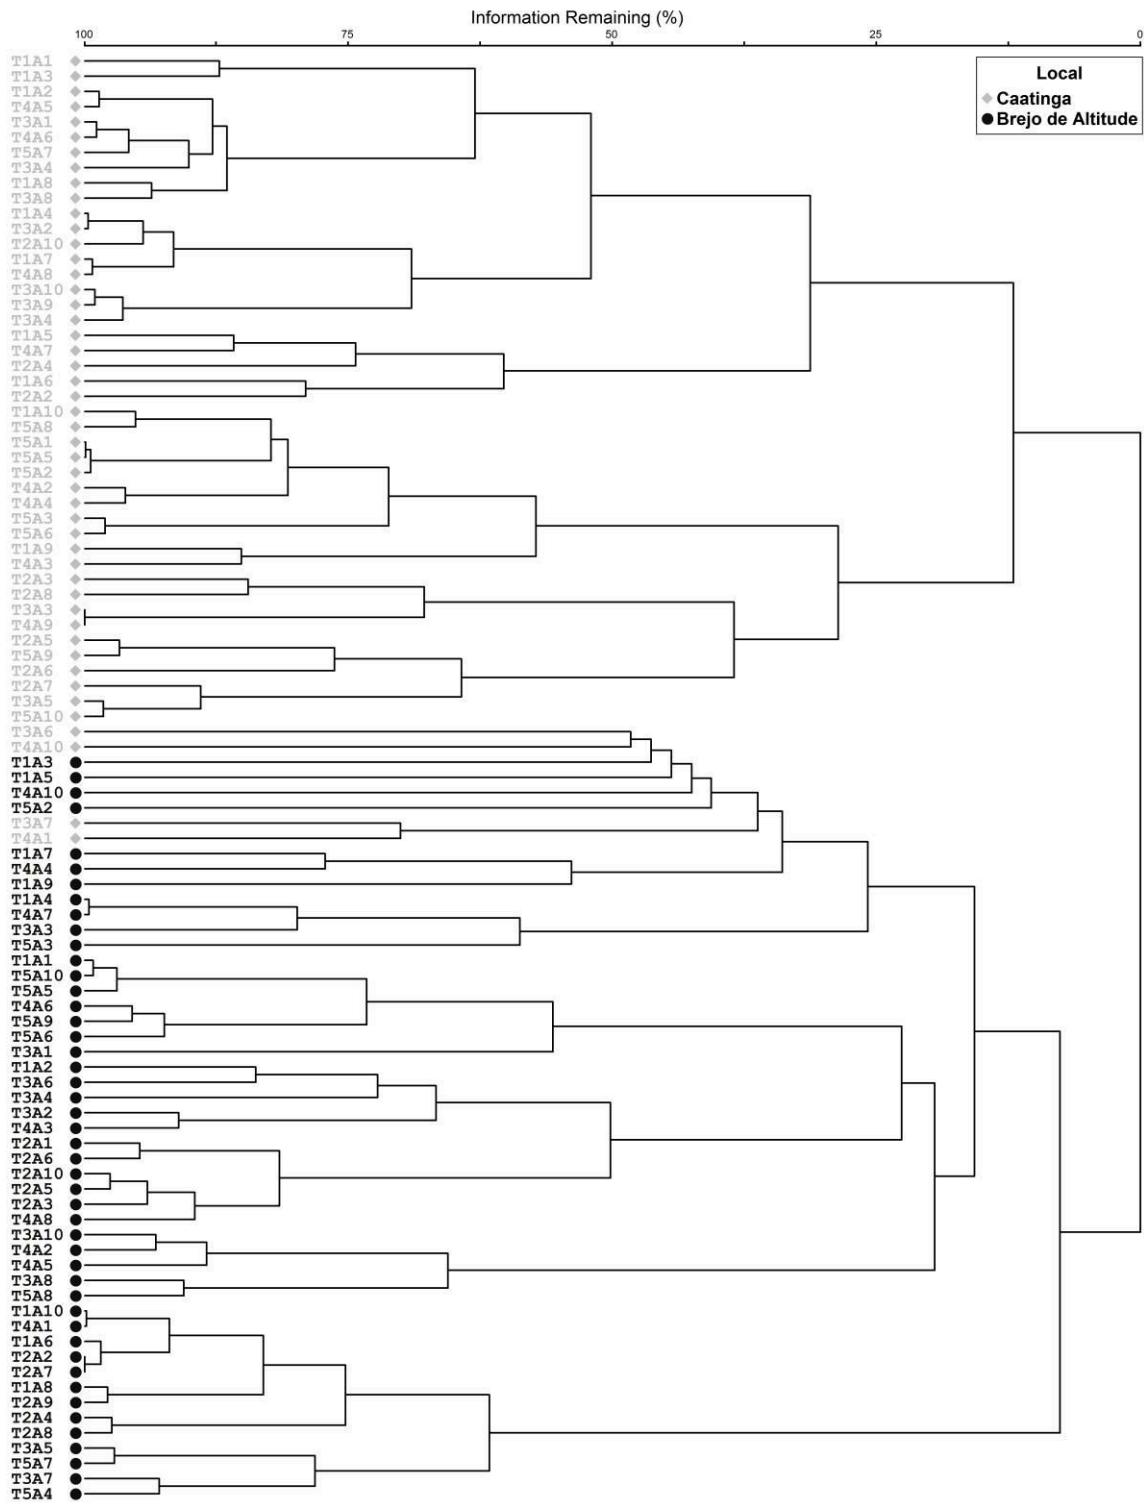 Information Remaining (%)
100 75 50 25 0
Local
Caatinga
Brejo de Altitude
T1A1
T1A3
T1A2
T4A5
T3A1
T4A6
T5A7
T3A4
T1A8
T3A8
T1A4
T3A2
T2A10
T1A7
T4A8
T3A10
T3A9
T3A4
T1A5
T4A7
T2A4
T1A6
T2A2
T1A10
T5A8
T5A1
T5A5
T5A2
T4A2
T4A4
T5A3
T5A6
T1A9
T4A3
T2A3
T2A8
T3A3
T4A9
T2A5
T5A9
T2A6
T2A7
T3A5
T5A10
T3A6
T4A10
T1A3
T1A5
T4A10
T5A2
T3A7
T4A1
T1A7
T4A4
T1A9
T1A4
T4A7
T3A3
T5A3
T1A1
T5A10
T5A5
T4A6
T5A9
T5A6
T3A1
T1A2
T3A6
T3A4
T3A2
T4A3
T2A1
T2A6
T2A10
T2A5
T2A3
T4A8
T3A10
T4A2
T4A5
T3A8
T5A8
T1A10
T4A1
T1A6
T2A2
T2A7
T1A8
T2A9
T2A4
T2A8
T3A5
T5A7
T3A7
T5A4